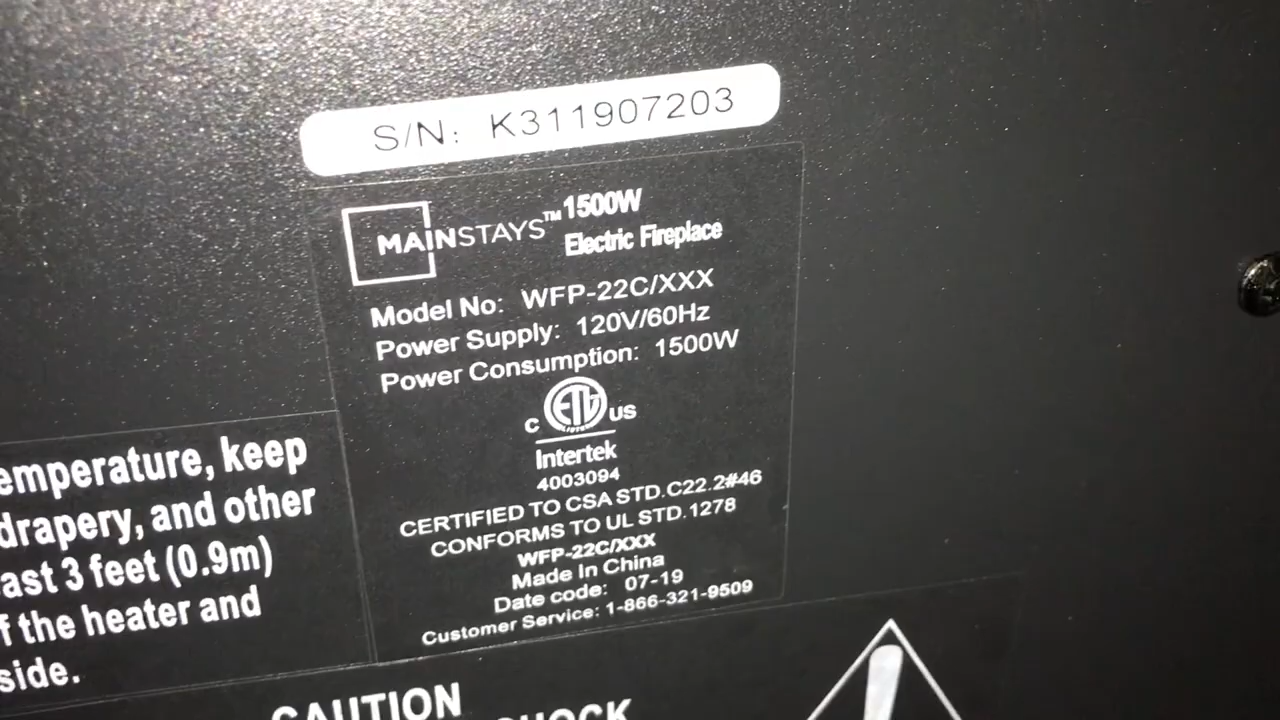 S/N: K311907203
MAINSTAYS™ 1500W
Electric Fireplace
Model No: WFP-22C/XXX
Power Supply: 120V/60Hz
Power Consumption: 1500W
C ETL LISTED US
Intertek
4003094
CERTIFIED TO CSA STD.C22.2#46
CONFORMS TO UL STD.1278
WFP-22C/XXX
Made In China
Date code: 07-19
Customer Service: 1-866-321-9509
emperature, keep
drapery, and other
ast 3 feet (0.9m)
f the heater and
side.
CAUTION
SHOCK